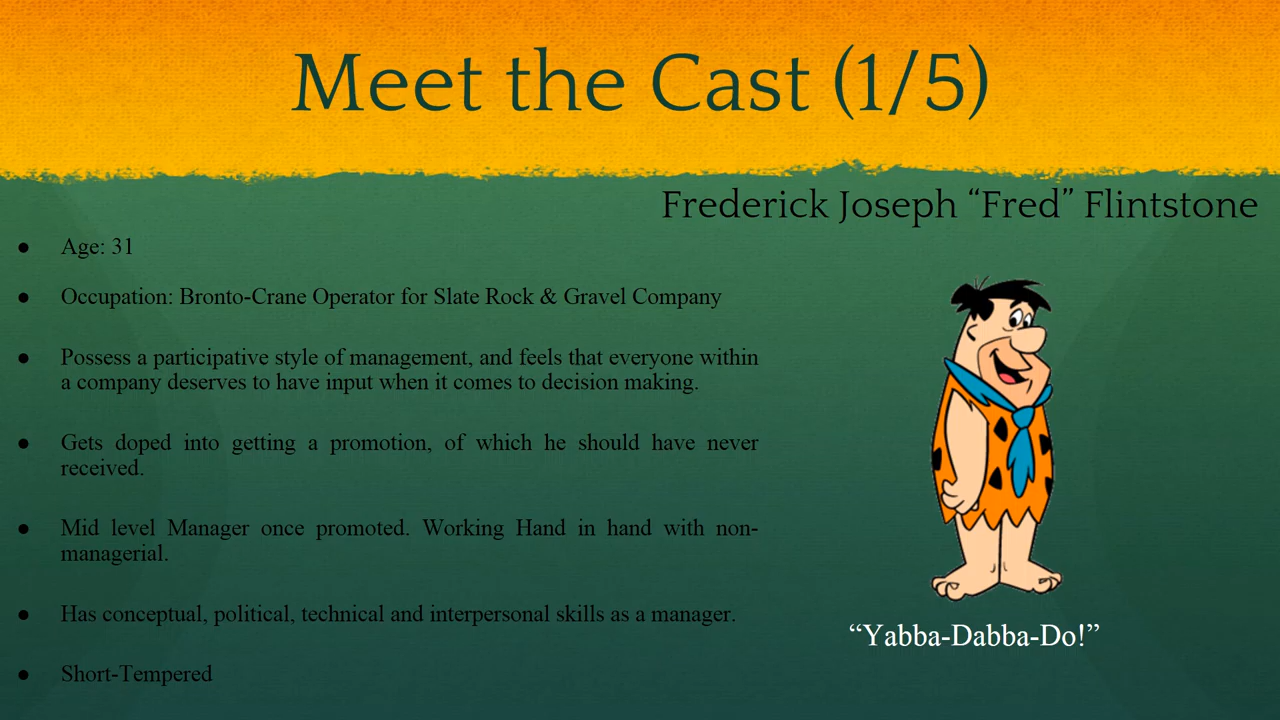 Meet the Cast (1/5)
Frederick Joseph “Fred” Flintstone
● Age: 31
● Occupation: Bronto-Crane Operator for Slate Rock & Gravel Company
● Possess a participative style of management, and feels that everyone within
a company deserves to have input when it comes to decision making.
● Gets doped into getting a promotion, of which he should have never
received.
● Mid level Manager once promoted. Working Hand in hand with non-
managerial.
● Has conceptual, political, technical and interpersonal skills as a manager.
● Short-Tempered
“Yabba-Dabba-Do!”